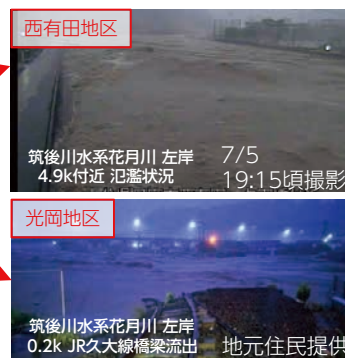 西有田地区
筑後川水系花月川 左岸
4.9k付近 氾濫状況
7/5
19:15頃撮影
光岡地区
筑後川水系花月川 左岸
0.2k JR久大線橋梁流出
地元住民提供